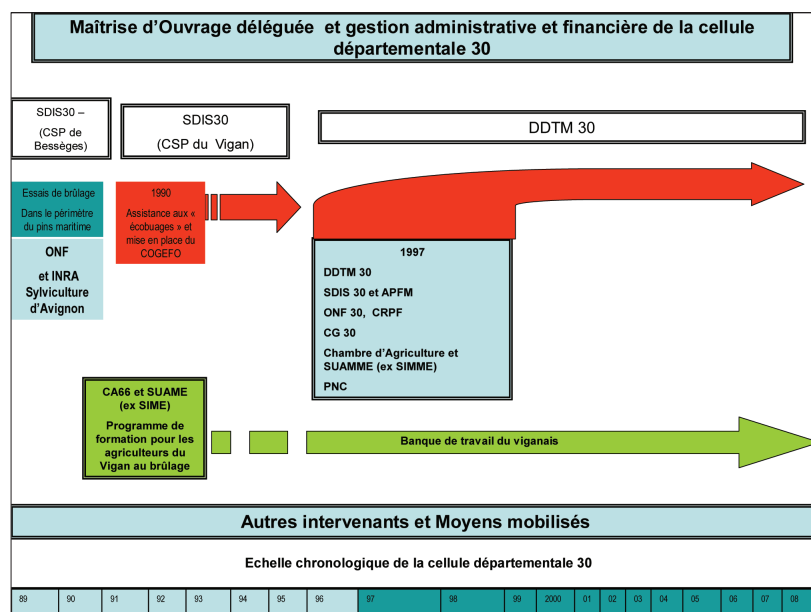 Maîtrise d'Ouvrage déléguée et gestion administrative et financière de la cellule
départementale 30
SDIS30 –
(CSP de
Bessèges)
SDIS30
(CSP du Vigan)
DDTM 30
Essais de brûlage
Dans le périmètre
du pins maritime
ONF
et INRA
Sylviculture
d'Avignon
1990
Assistance aux «
écobuages » et
mise en place du
COGEFO
1997
DDTM 30
SDIS 30 et APFM
ONF 30, CRPF
CG 30
Chambre d'Agriculture et
SUAMME (ex SIMME)
PNC
CA66 et SUAME
(ex SIME)
Programme de
formation pour les
agriculteurs du
Vigan au brûlage
Banque de travail du viganais
Autres intervenants et Moyens mobilisés
Echelle chronologique de la cellule départementale 30
89 90 91 92 93 94 95 96 97 98 99 2000 01 02 03 04 05 06 07 08